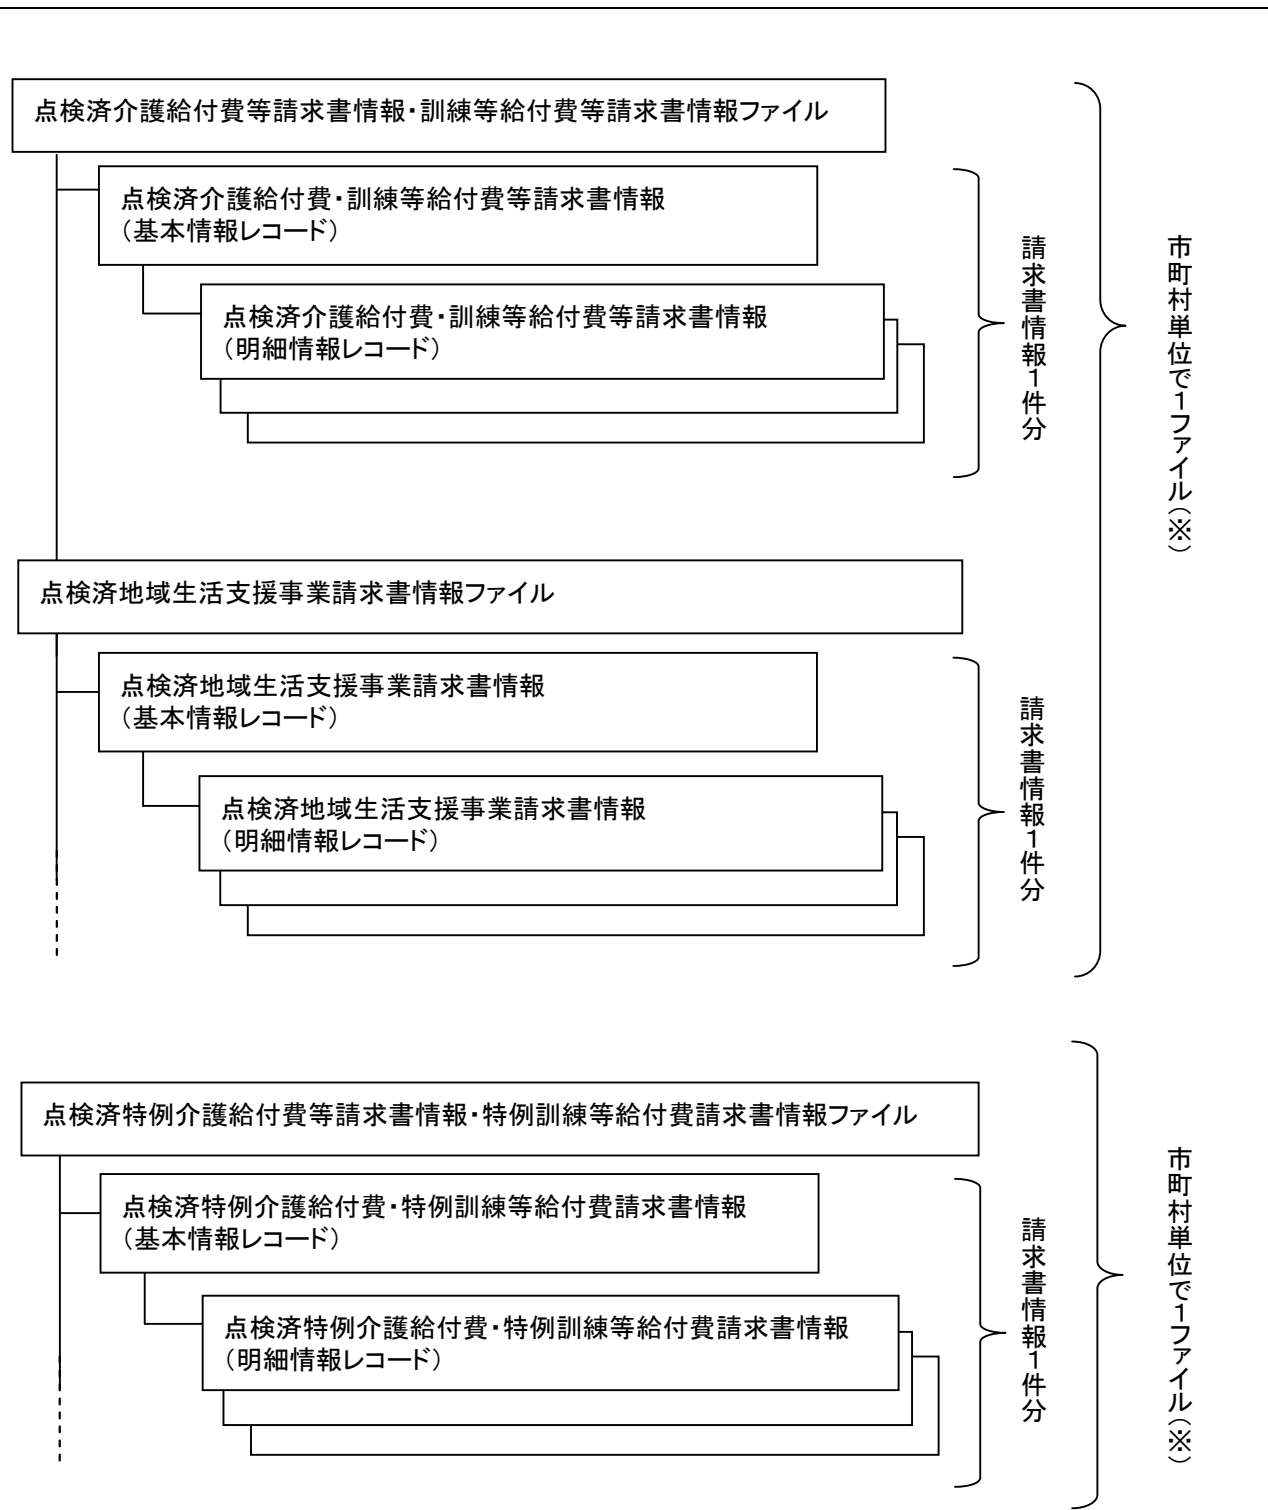 点検済介護給付費等請求書情報・訓練等給付費等請求書情報ファイル
点検済介護給付費・訓練等給付費等請求書情報
（基本情報レコード）
点検済介護給付費・訓練等給付費等請求書情報
（明細情報レコード）
請求書情報１件分
市町村単位で１ファイル（※）
点検済地域生活支援事業請求書情報ファイル
点検済地域生活支援事業請求書情報
（基本情報レコード）
点検済地域生活支援事業請求書情報
（明細情報レコード）
請求書情報１件分
点検済特例介護給付費等請求書情報・特例訓練等給付費請求書情報ファイル
点検済特例介護給付費・特例訓練等給付費請求書情報
（基本情報レコード）
点検済特例介護給付費・特例訓練等給付費請求書情報
（明細情報レコード）
請求書情報１件分
市町村単位で１ファイル（※）